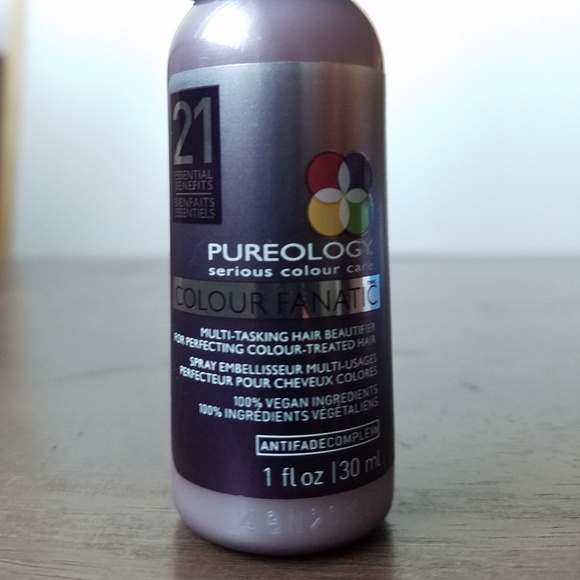 21
ESSENTIAL
BENEFITS
BIENFAITS
ESSENTIELS
PUREOLOGY
serious colour care
COLOUR FANATIC
MULTI-TASKING HAIR BEAUTIFIER
FOR PERFECTING COLOUR-TREATED HAIR
SPRAY EMBELLISSEUR MULTI-USAGES
PERFECTEUR POUR CHEVEUX COLORÉS
100% VEGAN INGREDIENTS
100% INGRÉDIENTS VÉGÉTALIENS
ANTIFADECOMPLEX
1 fl oz | 30 ml